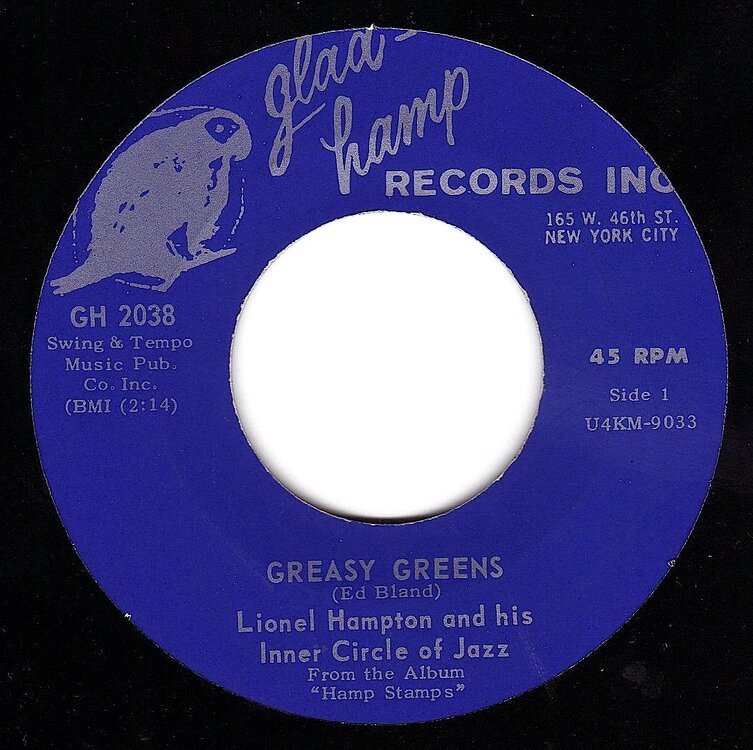 glad-
hamp
RECORDS INC
165 W. 46th ST.
NEW YORK CITY
GH 2038
Swing & Tempo
Music Pub.
Co. Inc.
(BMI (2:14)
45 RPM
Side 1
U4KM-9033
GREASY GREENS
(Ed Bland)
Lionel Hampton and his
Inner Circle of Jazz
From the Album
"Hamp Stamps"